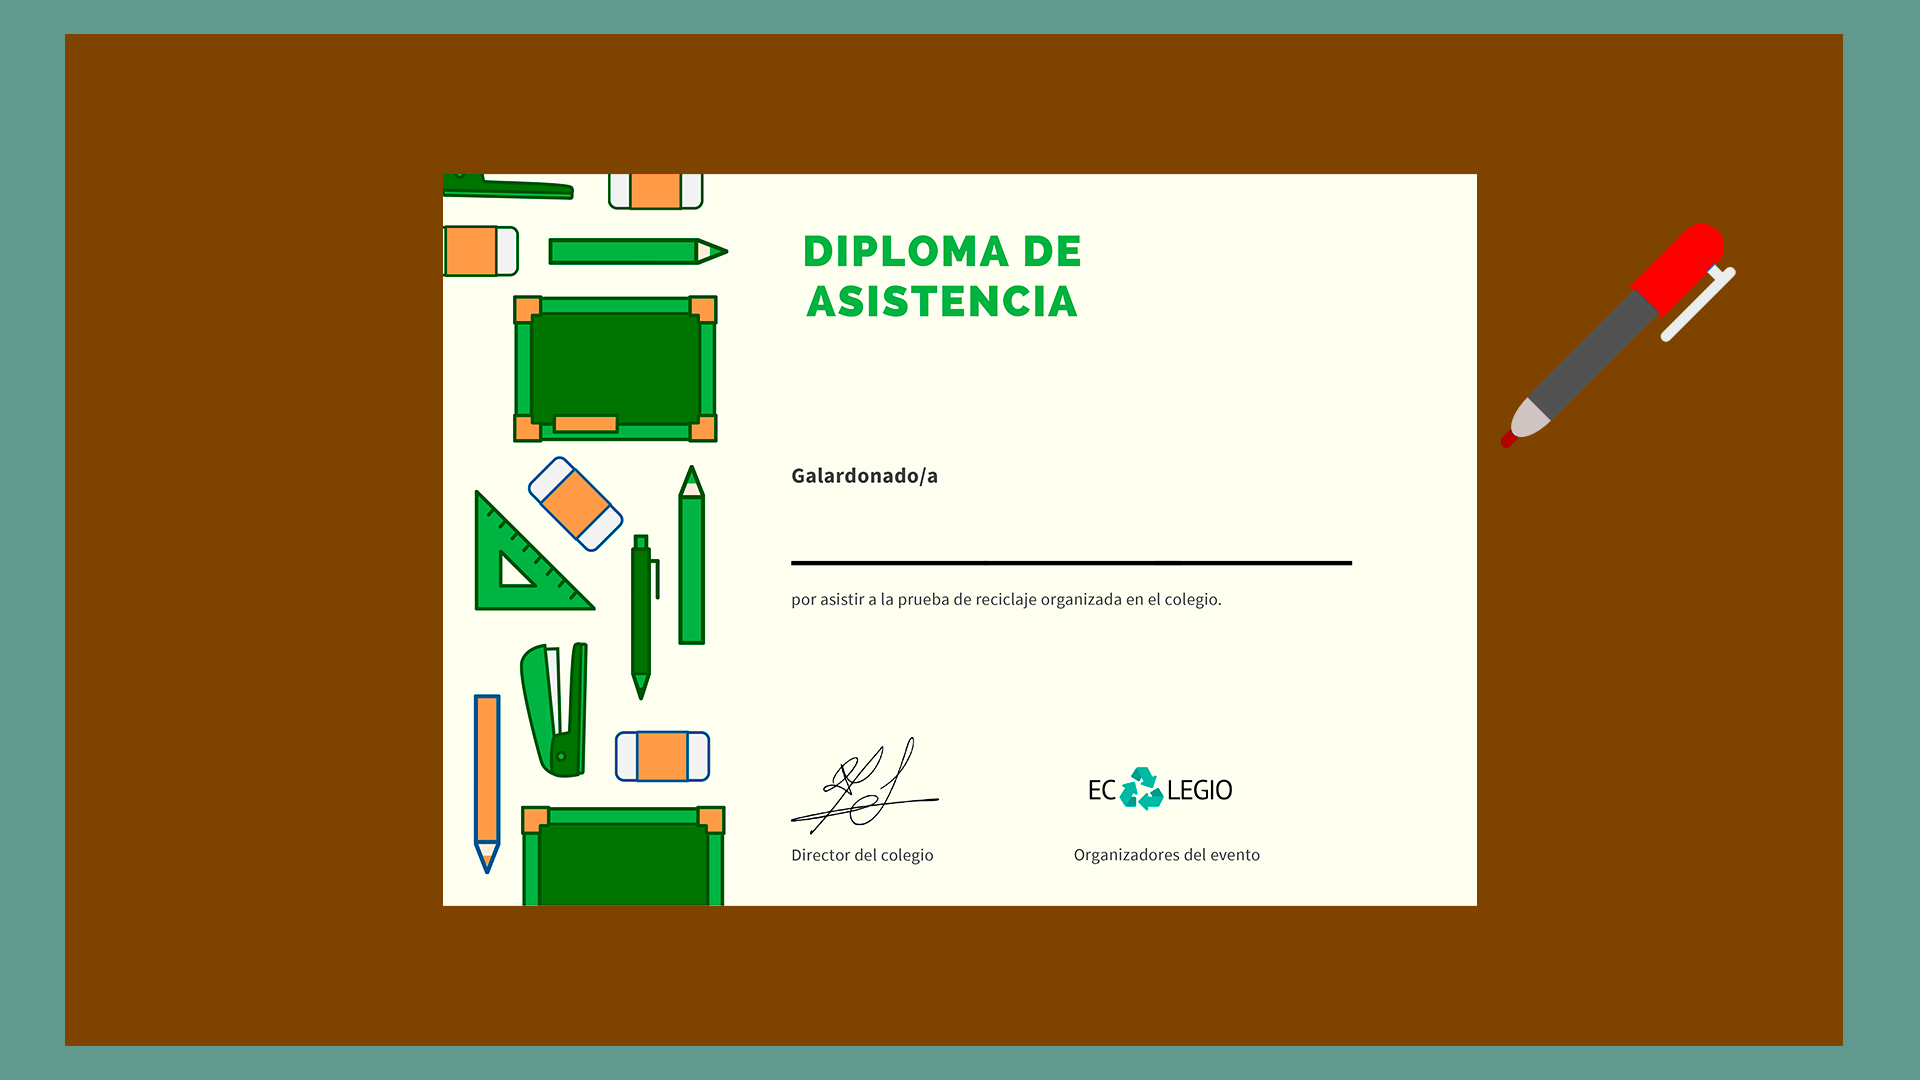 DIPLOMA DE
ASISTENCIA
Galardonado/a
por asistir a la prueba de reciclaje organizada en el colegio.
EC LEGIO
Director del colegio
Organizadores del evento